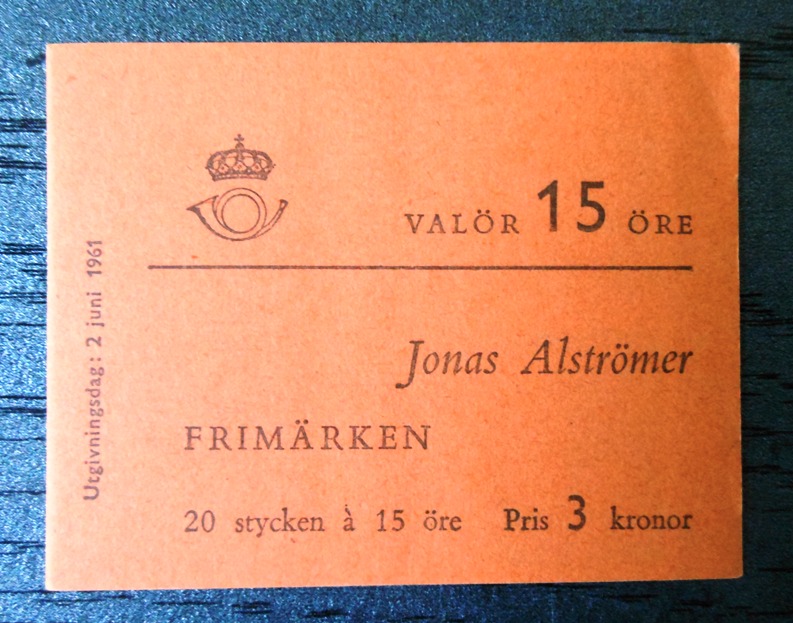 VALÖR 15 ÖRE
Utgivningsdag: 2 juni 1961
Jonas Alströmer
FRIMÄRKEN
20 stycken à 15 öre Pris 3 kronor